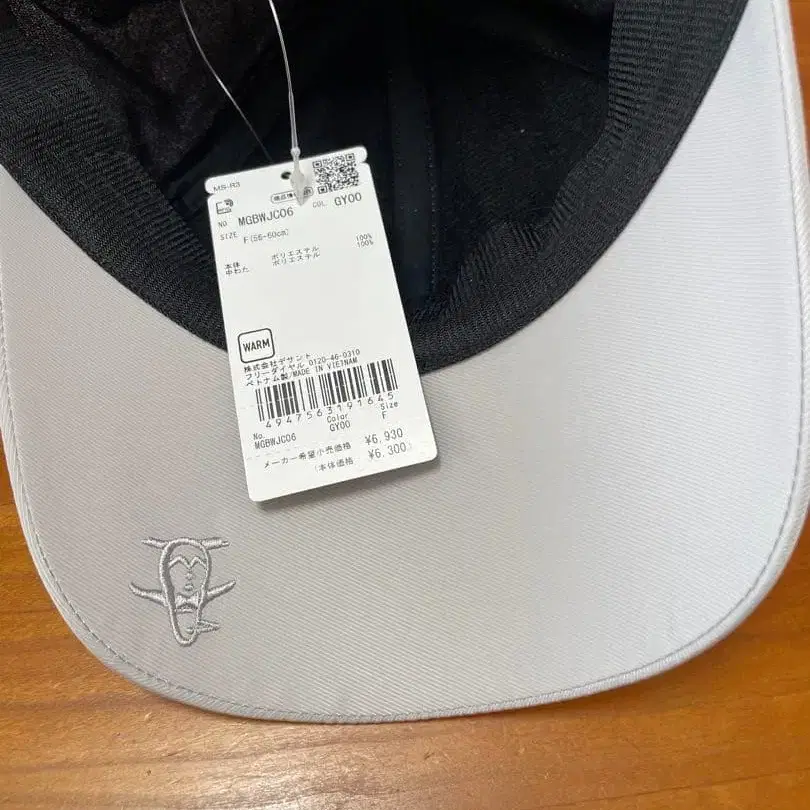 MS-R3
NO MGBWJC06 COL GY00
SIZE F(56-60cm)
本体 ポリエステル 100%
中わた ポリエステル 100%
WARM
株式会社デサント
フリーダイヤル 0120-46-0310
ベトナム製/MADE IN VIETNAM
4947563191645
No. Color Size
MGBWJC06 GY00 F
メーカー希望小売価格 ¥6,930
(本体価格 ¥6,300)